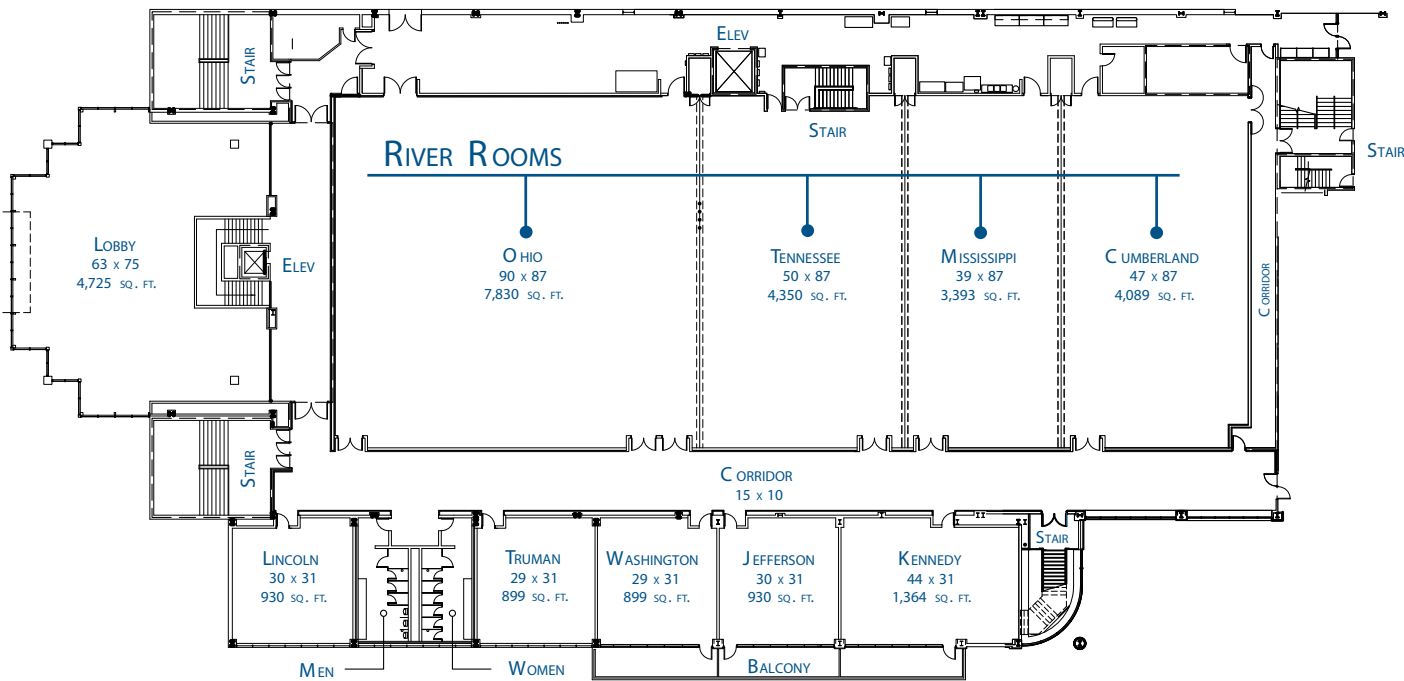 ELEV
STAIR
STAIR
STAIR
RIVER ROOMS
LOBBY
63 x 75
4,725 SQ. FT.
ELEV
OHIO
90 x 87
7,830 SQ. FT.
TENNESSEE
50 x 87
4,350 SQ. FT.
MISSISSIPPI
39 x 87
3,393 SQ. FT.
CUMBERLAND
47 x 87
4,089 SQ. FT.
CORRIDOR
STAIR
CORRIDOR
15 x 10
STAIR
LINCOLN
30 x 31
930 SQ. FT.
TRUMAN
29 x 31
899 SQ. FT.
WASHINGTON
29 x 31
899 SQ. FT.
JEFFERSON
30 x 31
930 SQ. FT.
KENNEDY
44 x 31
1,364 SQ. FT.
MEN
WOMEN
BALCONY